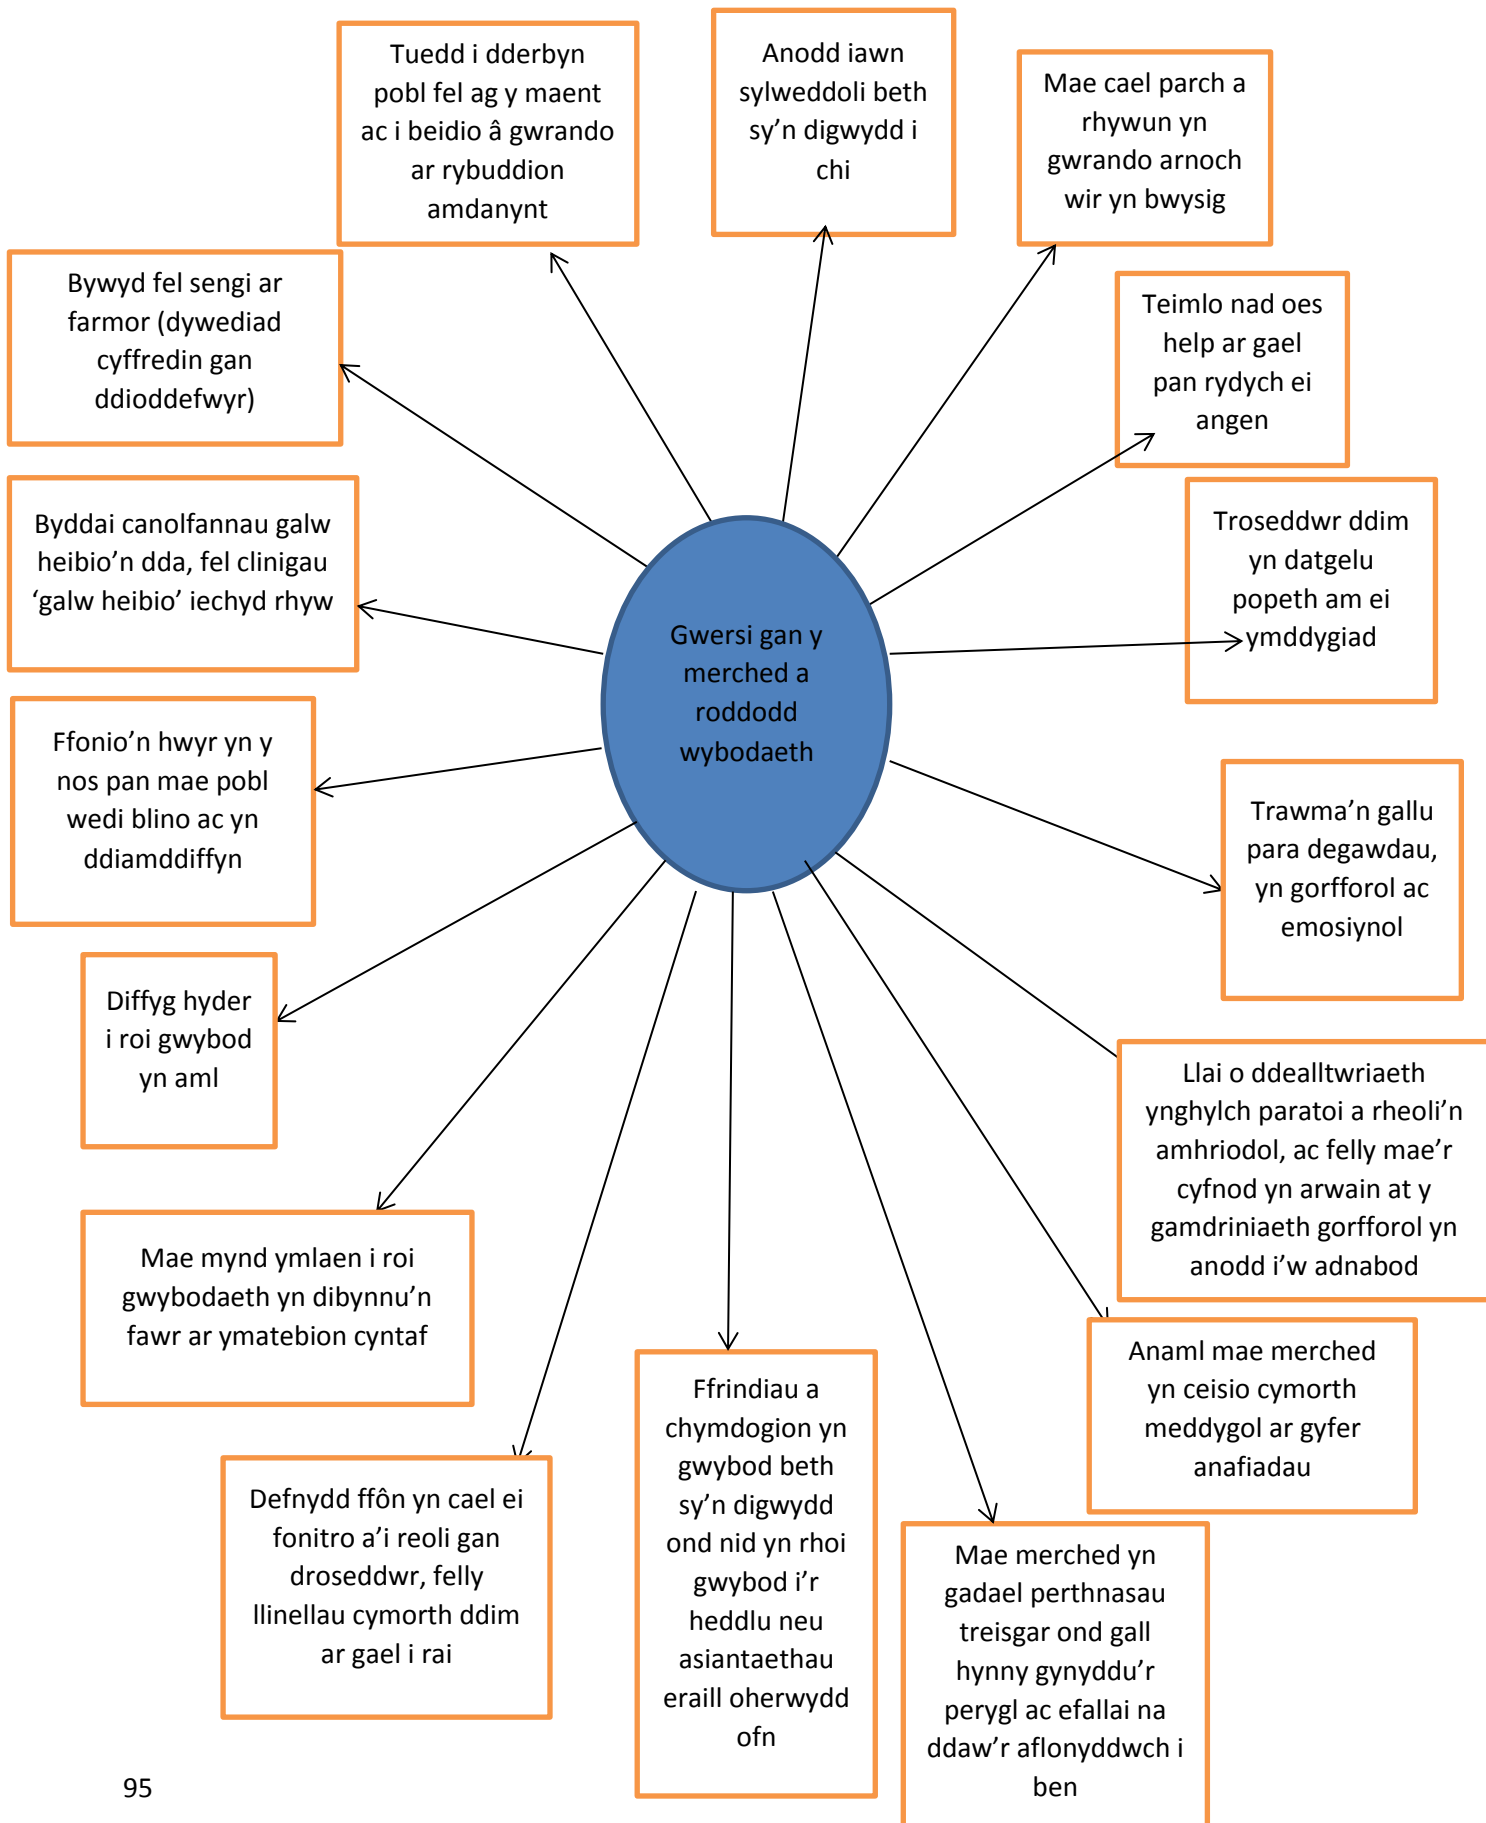 Tuedd i dderbyn
pobl fel ag y maent
ac i beidio â gwrando
ar rybuddion
amdanynt
Anodd iawn
sylweddoli beth
sy’n digwydd i
chi
Mae cael parch a
rhywun yn
gwrando arnoch
wir yn bwysig
Bywyd fel sengi ar
farmor (dywediad
cyffredin gan
ddioddefwyr)
Teimlo nad oes
help ar gael
pan rydych ei
angen
Byddai canolfannau galw
heibio’n dda, fel clinigau
‘galw heibio’ iechyd rhyw
Troseddwr ddim
yn datgelu
popeth am ei
ymddygiad
Gwersi gan y
merched a
roddodd
wybodaeth
Ffonio’n hwyr yn y
nos pan mae pobl
wedi blino ac yn
ddiamddiffyn
Trawma’n gallu
para degawdau,
yn gorfforol ac
emosiynol
Diffyg hyder
i roi gwybod
yn aml
Llai o ddealltwriaeth
ynghylch paratoi a rheoli’n
amhriodol, ac felly mae’r
cyfnod yn arwain at y
gamdriniaeth gorfforol yn
anodd i’w adnabod
Mae mynd ymlaen i roi
gwybodaeth yn dibynnu’n
fawr ar ymatebion cyntaf
Anaml mae merched
yn ceisio cymorth
meddygol ar gyfer
anafiadau
Ffrindiau a
chymdogion yn
gwybod beth
sy’n digwydd
ond nid yn rhoi
gwybod i’r
heddlu neu
asiantaethau
eraill oherwydd
ofn
Defnydd ffôn yn cael ei
fonitro a’i reoli gan
droseddwr, felly
llinellau cymorth ddim
ar gael i rai
Mae merched yn
gadael perthnasau
treisgar ond gall
hynny gynyddu’r
perygl ac efallai na
ddaw’r aflonyddwch i
ben
95